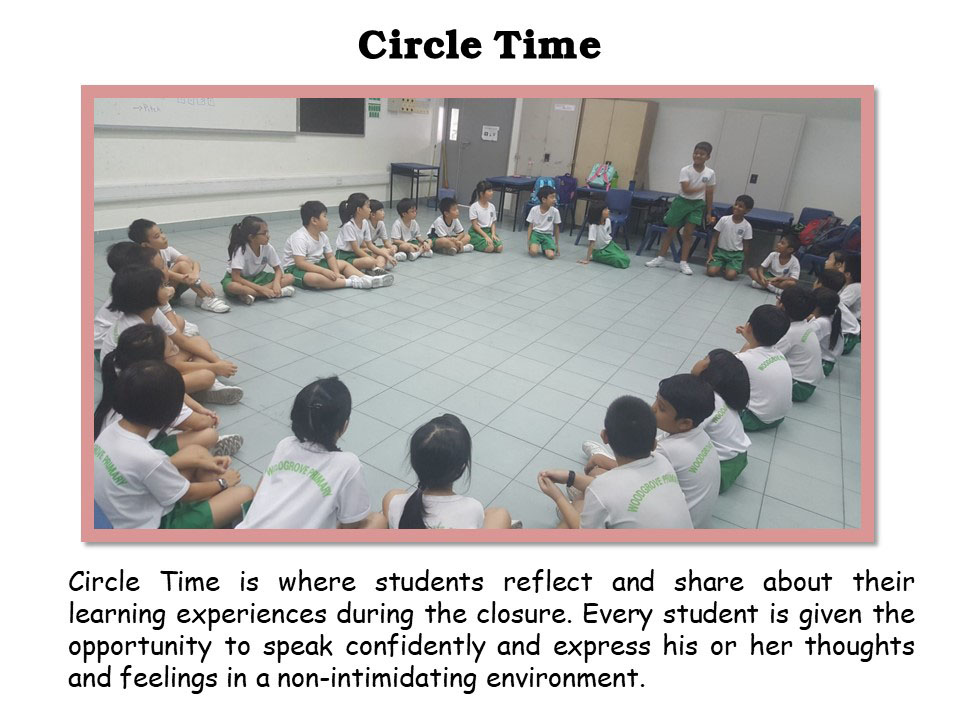 Circle Time
WOODGROVE PRIMARY
WOODGROVE PRIMARY
Circle Time is where students reflect and share about their
learning experiences during the closure. Every student is given the
opportunity to speak confidently and express his or her thoughts
and feelings in a non-intimidating environment.